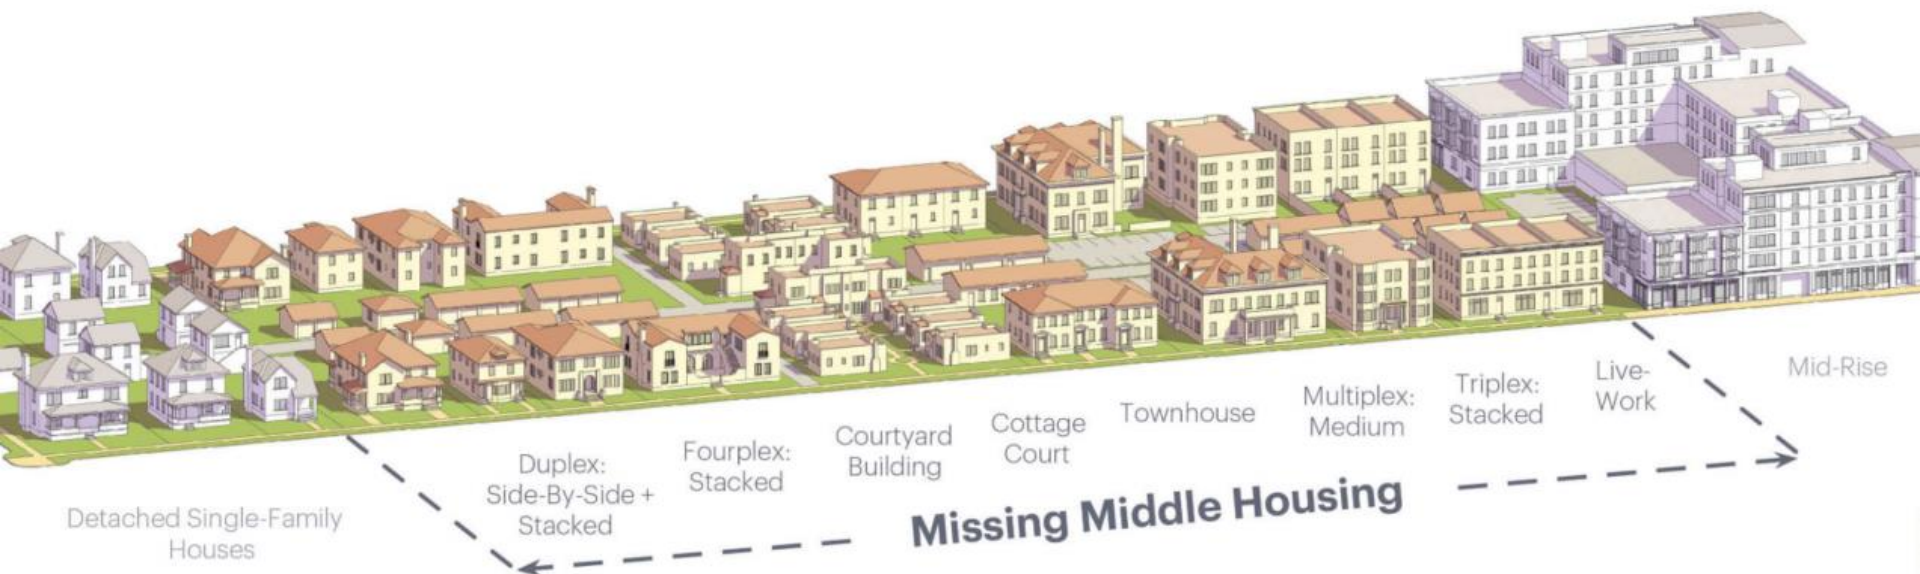 Detached Single-Family
Houses
Duplex:
Side-By-Side +
Stacked
Fourplex:
Stacked
Courtyard
Building
Cottage
Court
Townhouse
Multiplex:
Medium
Triplex:
Stacked
Live-
Work
Mid-Rise
Missing Middle Housing